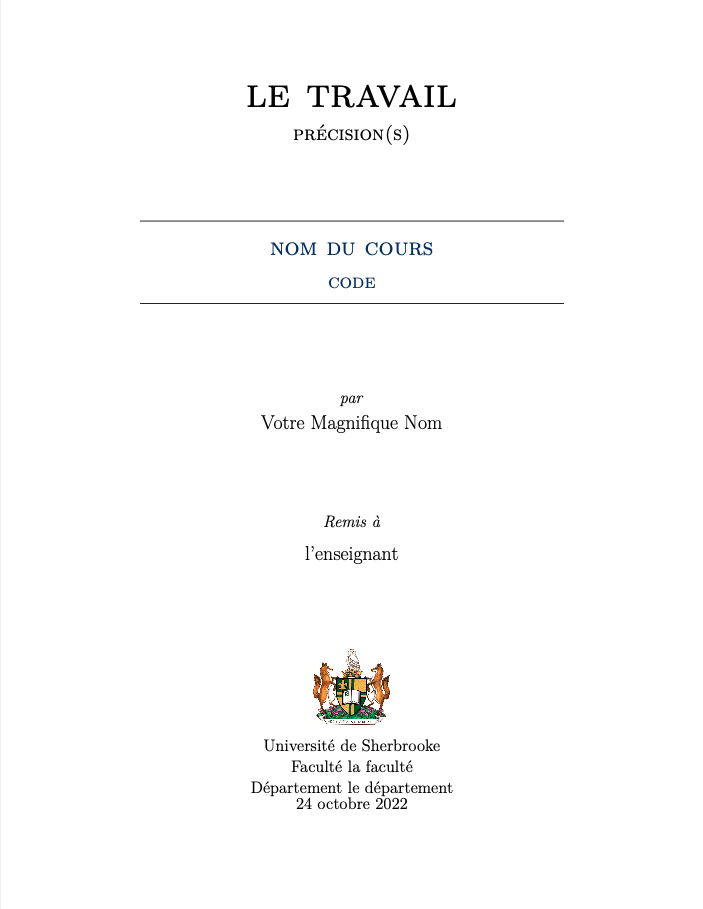 LE TRAVAIL
PRÉCISION(S)
NOM DU COURS
CODE
par
Votre Magnifique Nom
Remis à
l'enseignant
Université de Sherbrooke
Faculté la faculté
Département le département
24 octobre 2022